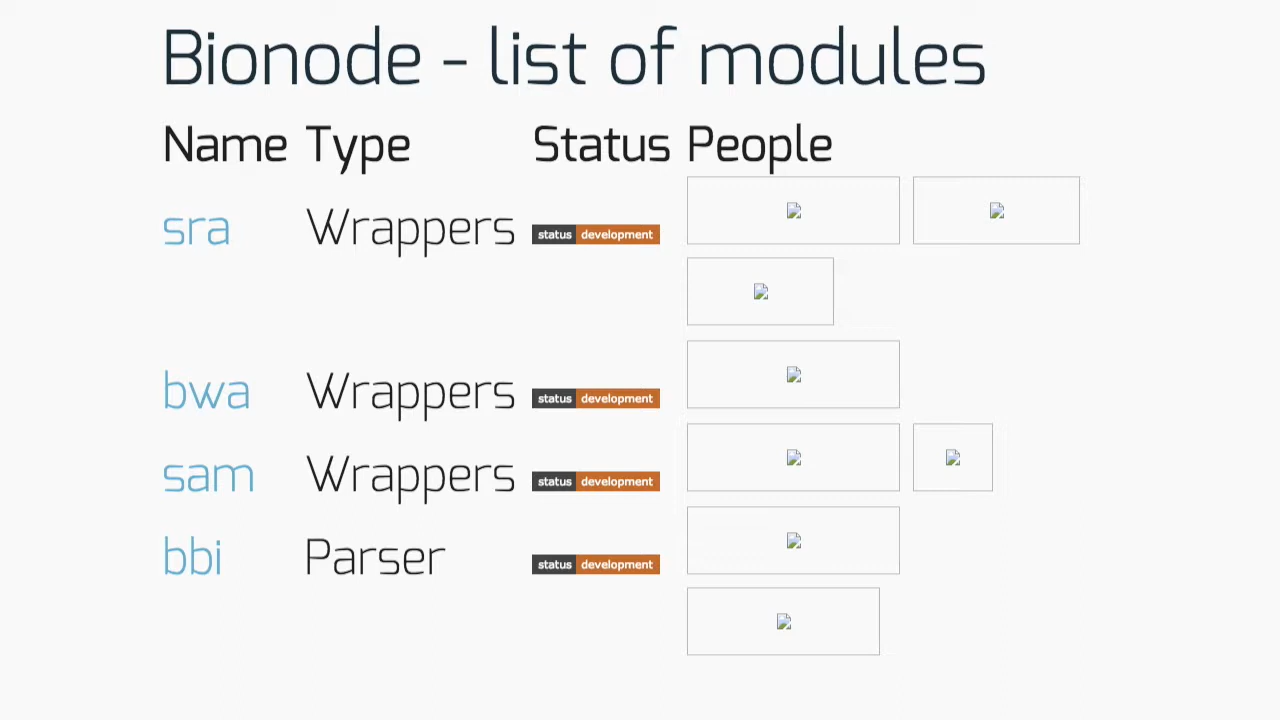 Bionode - list of modules
Name Type Status People
sra Wrappers status development
bwa Wrappers status development
sam Wrappers status development
bbi Parser status development